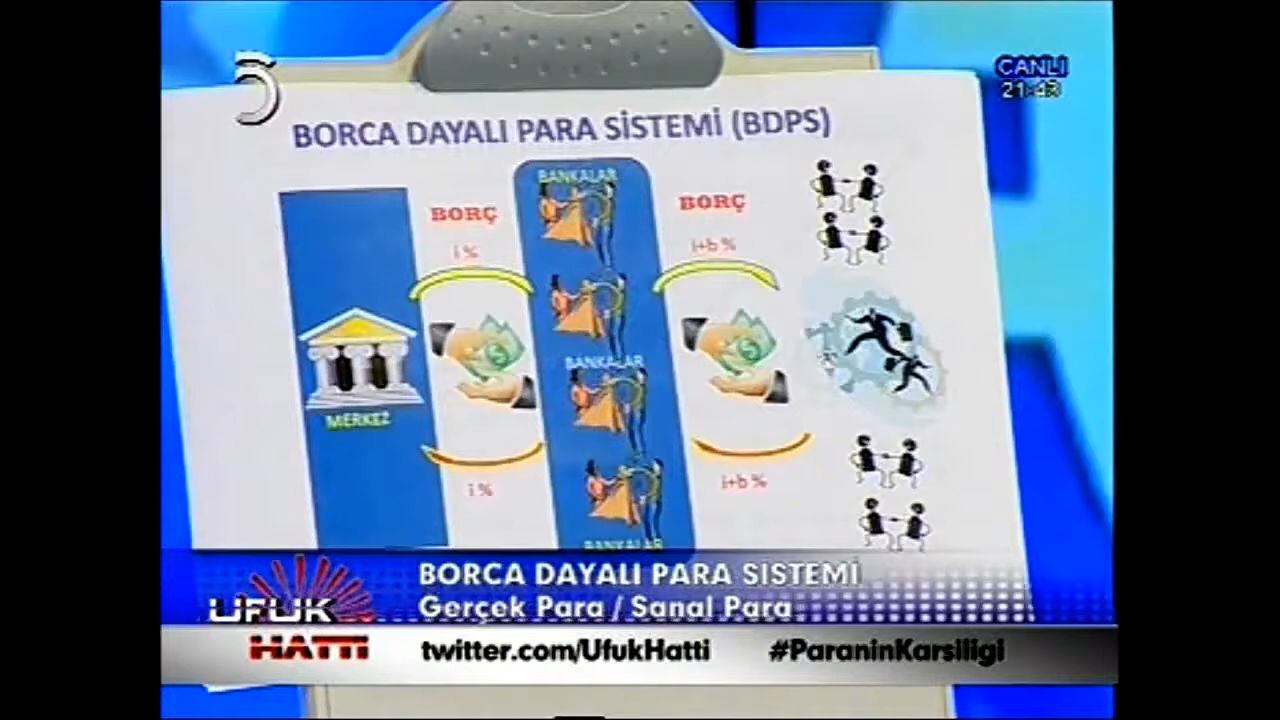 CANLI
21:43
BORCA DAYALI PARA SİSTEMİ (BDPS)
BANKALAR
BORÇ
BORÇ
i %
i+b %
BANKALAR
MERKEZ
i %
i+b %
BANKALAR
BORCA DAYALI PARA SİSTEMİ
Gerçek Para / Sanal Para
UFUK
HATTI
twitter.com/UfukHatti
#ParaninKarsiligi